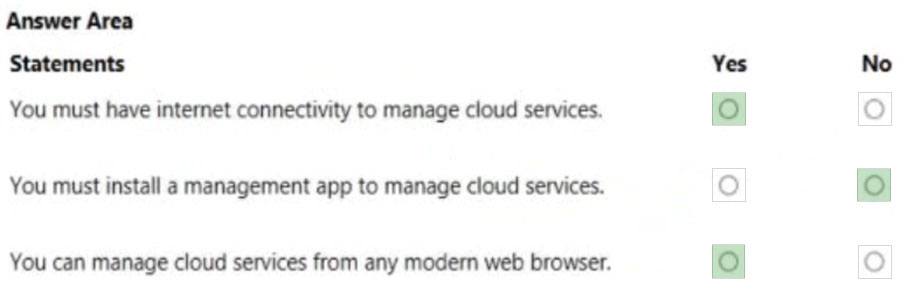 Answer Area
Statements Yes No
You must have internet connectivity to manage cloud services.
You must install a management app to manage cloud services.
You can manage cloud services from any modern web browser.